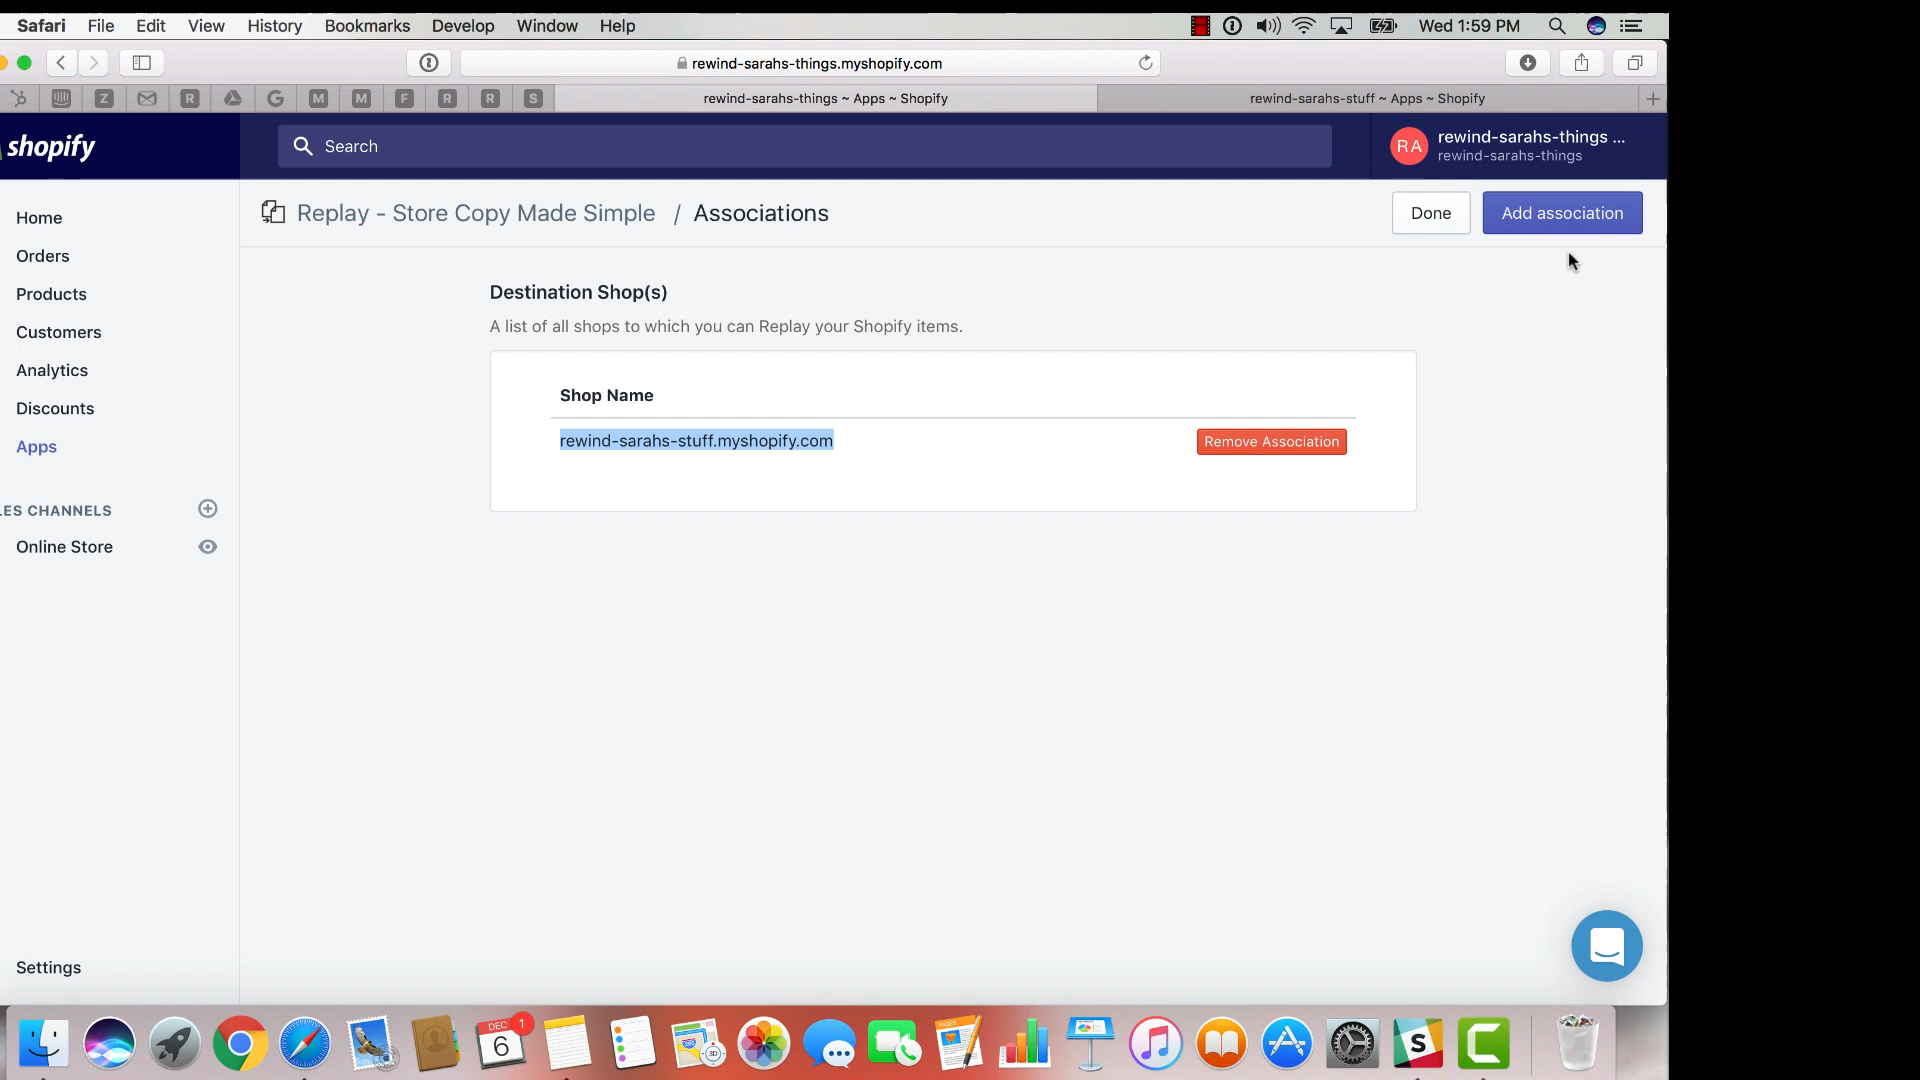 Safari File Edit View History Bookmarks Develop Window Help Wed 1:59 PM
rewind-sarahs-things.myshopify.com
Z R G M M F R R S rewind-sarahs-things ~ Apps ~ Shopify rewind-sarahs-stuff ~ Apps ~ Shopify
shopify Search RA rewind-sarahs-things ...
rewind-sarahs-things
Replay - Store Copy Made Simple / Associations Done Add association
Home
Orders
Products
Customers
Analytics
Discounts
Apps
LES CHANNELS
Online Store
Settings
Destination Shop(s)
A list of all shops to which you can Replay your Shopify items.
Shop Name
rewind-sarahs-stuff.myshopify.com Remove Association
DEC 1
6
3D
PAGES
S
C